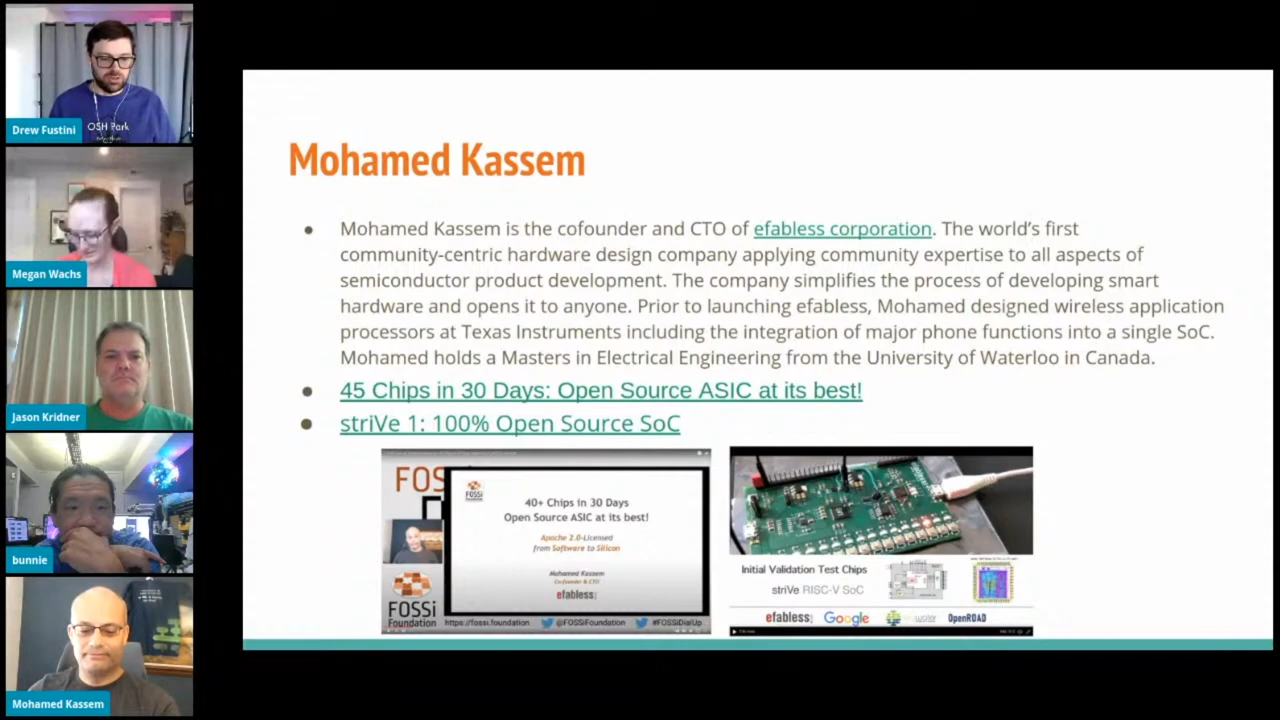 Drew Fustini
OSH Park
Megan Wachs
Jason Kridner
bunnie
Mohamed Kassem
Mohamed Kassem
● Mohamed Kassem is the cofounder and CTO of efabless corporation. The world's first
community-centric hardware design company applying community expertise to all aspects of
semiconductor product development. The company simplifies the process of developing smart
hardware and opens it to anyone. Prior to launching efabless, Mohamed designed wireless application
processors at Texas Instruments including the integration of major phone functions into a single SoC.
Mohamed holds a Masters in Electrical Engineering from the University of Waterloo in Canada.
● 45 Chips in 30 Days: Open Source ASIC at its best!
● striVe 1: 100% Open Source SoC
FOS
FOSSi
Foundation
40+ Chips in 30 Days
Open Source ASIC at its best!
Apache 2.0-Licensed
from Software to Silicon
Mohamed Kassem
Co-founder & CTO
efabless
FOSSi
Foundation
https://fossi.foundation
@FOSSiFoundation
#FOSSiDialUp
Initial Validation Test Chips
striVe RISC-V SoC
efabless
Google
OpenROAD